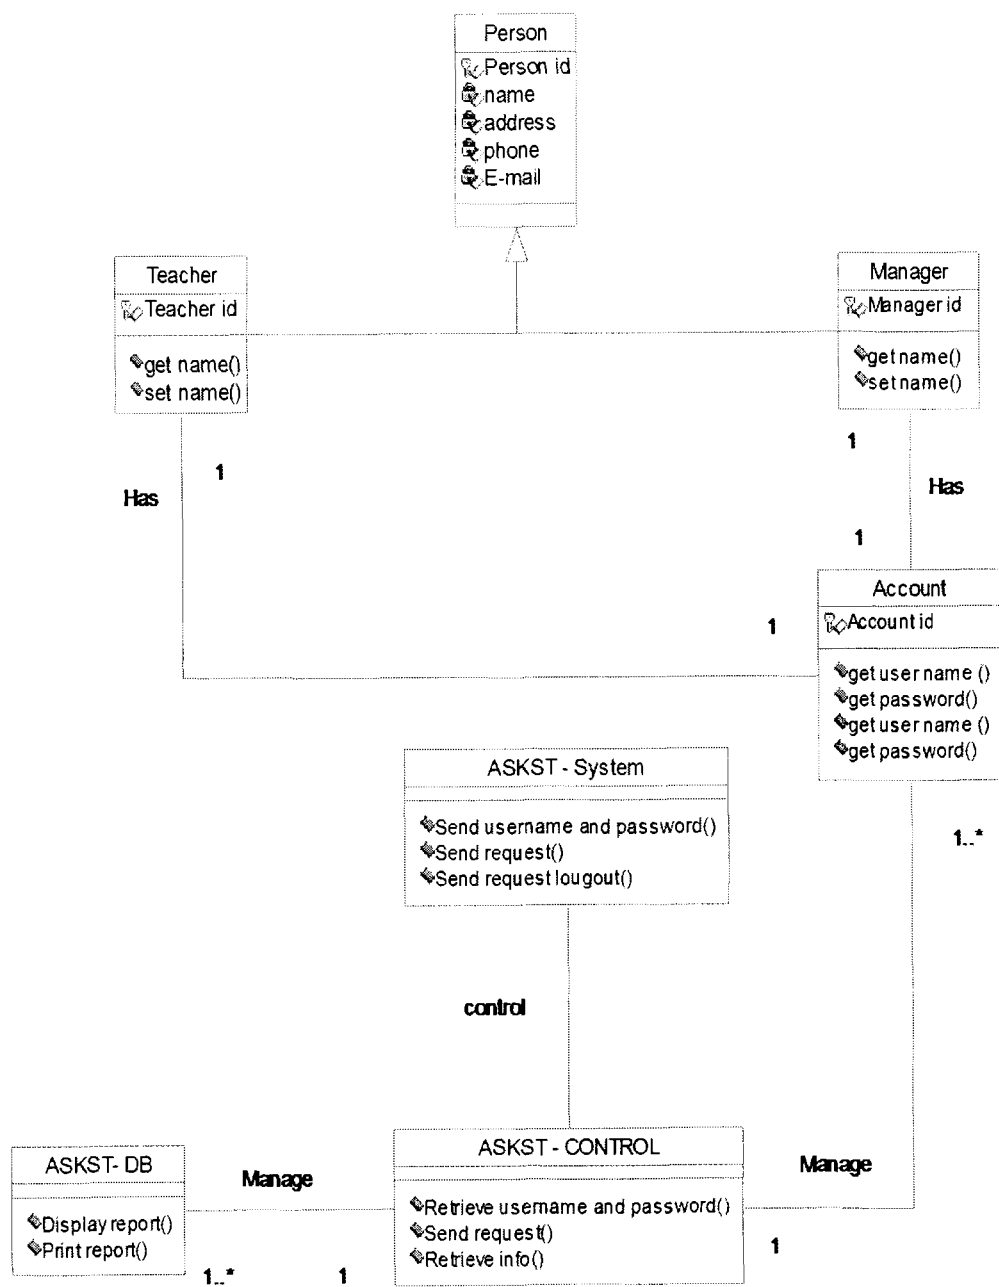 Person
Person id
name
address
phone
E-mail
Teacher
Teacher id
get name()
set name()
Manager
Manager id
get name()
set name()
1
Has
1
Has
1
1
Account
Account id
get user name ()
get password()
get user name ()
get password()
ASKST - System
Send username and password()
Send request()
Send request lougout()
1..*
control
ASKST- DB
Display report()
Print report()
Manage
1..*
1
ASKST - CONTROL
Retrieve username and password()
Send request()
Retrieve info()
Manage
1